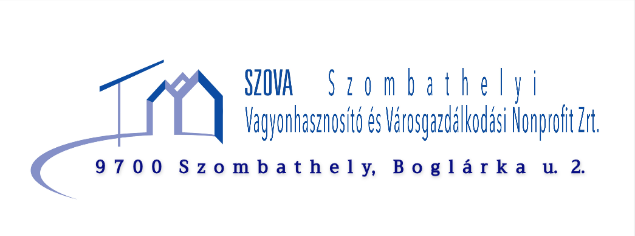 SZOVA Szombathelyi
Vagyonhasznosító és Városgazdálkodási Nonprofit Zrt.
9700 Szombathely, Boglárka u. 2.